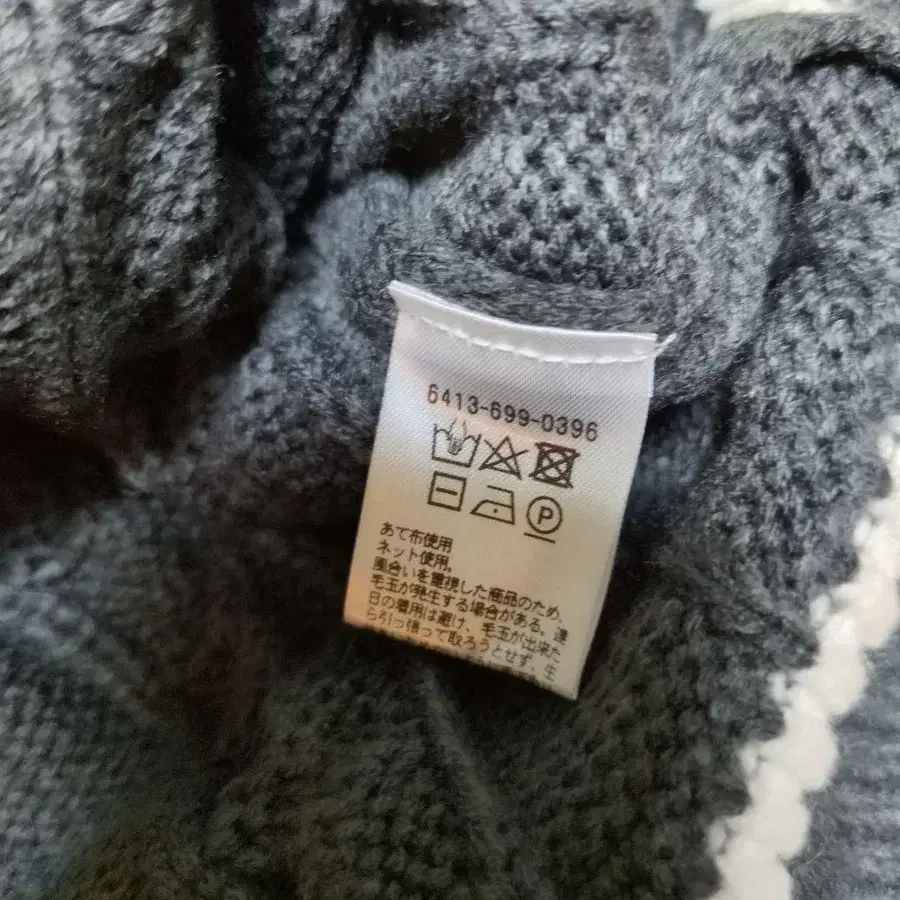 6413-699-0396
P
あて布使用
ネット使用。
風合いを重視した商品のため、
毛玉が発生する場合がある。連
日の着用は避け、毛玉が出来た
ら引っ張って取ろうとせず、生